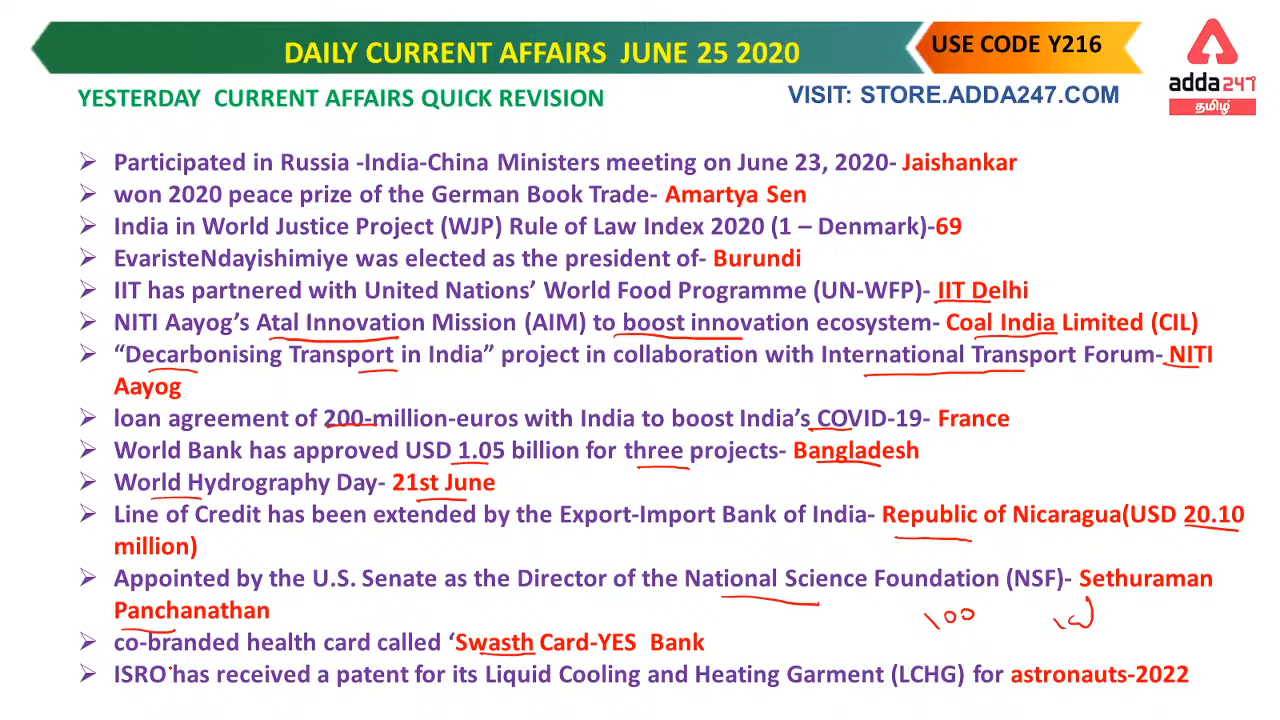 DAILY CURRENT AFFAIRS JUNE 25 2020
USE CODE Y216
adda247
தமிழ்
YESTERDAY CURRENT AFFAIRS QUICK REVISION
VISIT: STORE.ADDA247.COM
➢ Participated in Russia -India-China Ministers meeting on June 23, 2020- Jaishankar
➢ won 2020 peace prize of the German Book Trade- Amartya Sen
➢ India in World Justice Project (WJP) Rule of Law Index 2020 (1 – Denmark)-69
➢ EvaristeNdayishimiye was elected as the president of- Burundi
➢ IIT has partnered with United Nations’ World Food Programme (UN-WFP)- IIT Delhi
➢ NITI Aayog’s Atal Innovation Mission (AIM) to boost innovation ecosystem- Coal India Limited (CIL)
➢ “Decarbonising Transport in India” project in collaboration with International Transport Forum- NITI
Aayog
➢ loan agreement of 200-million-euros with India to boost India’s COVID-19- France
➢ World Bank has approved USD 1.05 billion for three projects- Bangladesh
➢ World Hydrography Day- 21st June
➢ Line of Credit has been extended by the Export-Import Bank of India- Republic of Nicaragua(USD 20.10
million)
➢ Appointed by the U.S. Senate as the Director of the National Science Foundation (NSF)- Sethuraman
Panchanathan
100
➢ co-branded health card called ‘Swasth Card-YES Bank
➢ ISRO has received a patent for its Liquid Cooling and Heating Garment (LCHG) for astronauts-2022